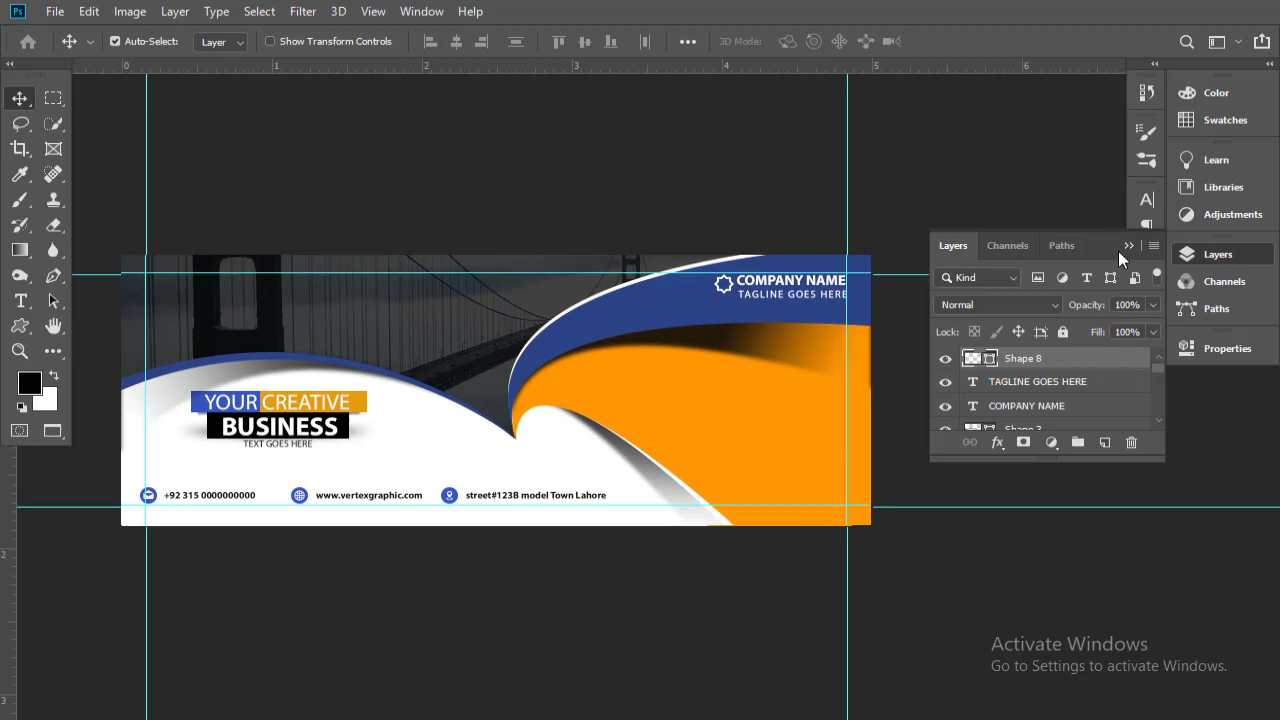 Ps File Edit Image Layer Type Select Filter 3D View Window Help
Auto-Select: Layer Show Transform Controls 3D Mode:
0 1 2 3 4 5 6
Color
Swatches
Learn
Libraries
Adjustments
Layers
Channels
Paths
Properties
Layers Channels Paths
Kind
Normal Opacity: 100%
Lock: Fill: 100%
Shape 8
T TAGLINE GOES HERE
T COMPANY NAME
COMPANY NAME
TAGLINE GOES HERE
YOUR CREATIVE
BUSINESS
TEXT GOES HERE
+92 315 0000000000 www.vertexgraphic.com street#123B model Town Lahore
2
3
Activate Windows
Go to Settings to activate Windows.